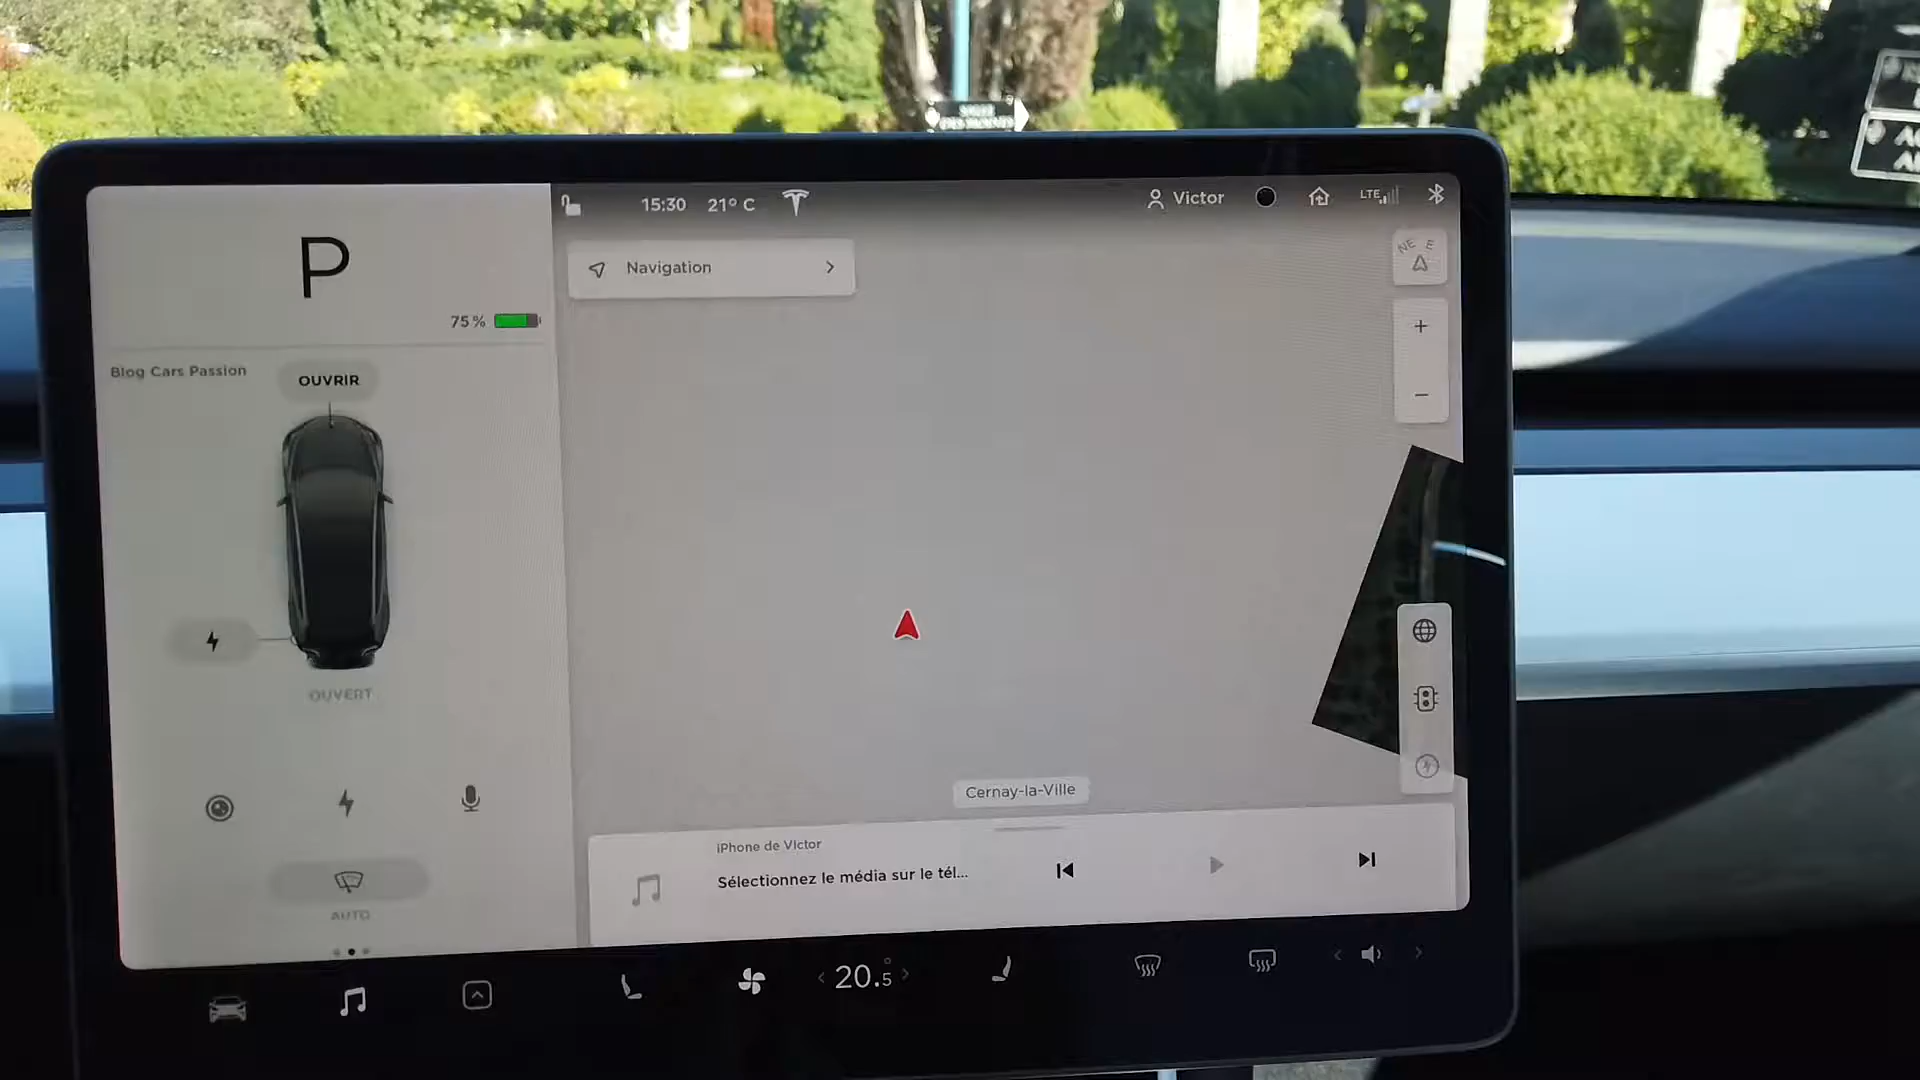 P
75 %
Blog Cars Passion
OUVRIR
OUVERT
AUTO
15:30
21° C
Victor
LTE
NE E
Navigation
Cernay-la-Ville
iPhone de Victor
Sélectionnez le média sur le tél...
20.5°